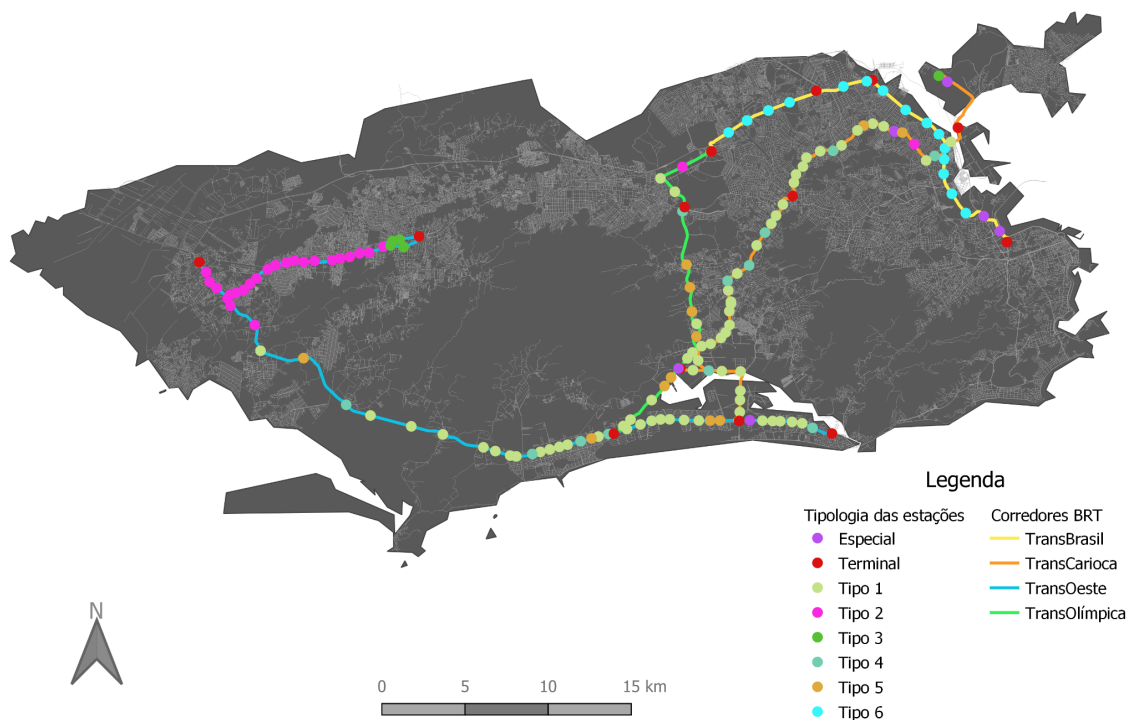 Legenda
Tipologia das estações Corredores BRT
Especial TransBrasil
Terminal TransCarioca
Tipo 1 TransOeste
Tipo 2 TransOlímpica
Tipo 3
Tipo 4
Tipo 5
Tipo 6
N
0 5 10 15 km